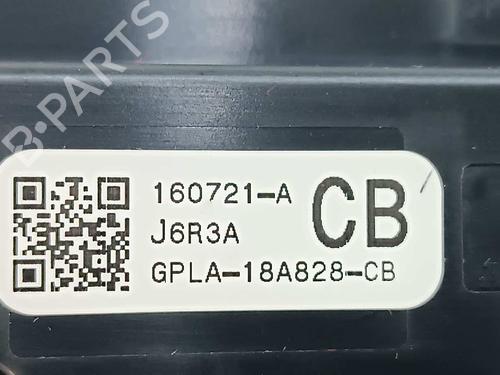 B-PARTS
160721-A
J6R3A
CB
GPLA-18A828-CB